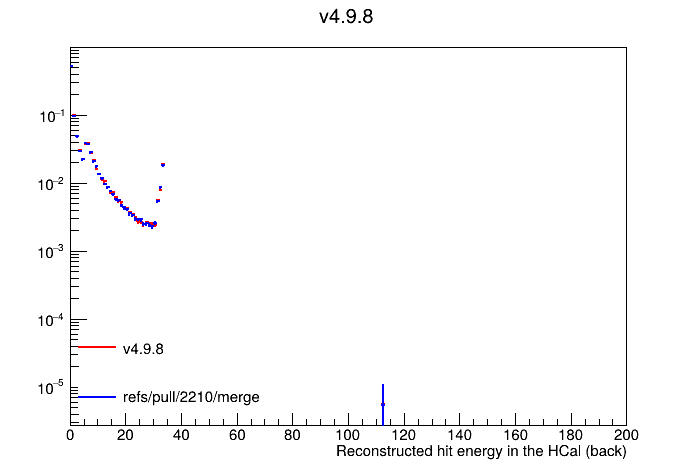 v4.9.8
10⁻¹
10⁻²
10⁻³
10⁻⁴
10⁻⁵
v4.9.8
refs/pull/2210/merge
0 20 40 60 80 100 120 140 160 180 200
Reconstructed hit energy in the HCal (back)